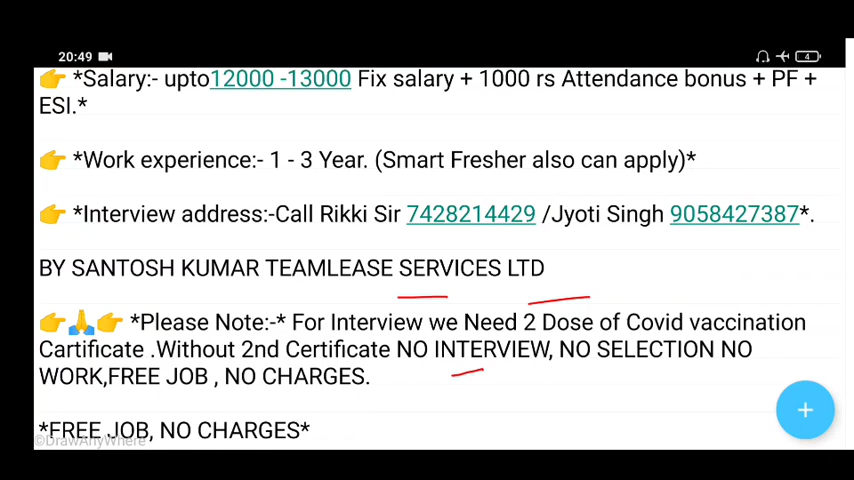 20:49
4
👉 *Salary:- upto12000 -13000 Fix salary + 1000 rs Attendance bonus + PF +
ESI.*
👉 *Work experience:- 1 - 3 Year. (Smart Fresher also can apply)*
👉 *Interview address:-Call Rikki Sir 7428214429 /Jyoti Singh 9058427387*.
BY SANTOSH KUMAR TEAMLEASE SERVICES LTD
👉🙏👉 *Please Note:-* For Interview we Need 2 Dose of Covid vaccination
Cartificate .Without 2nd Certificate NO INTERVIEW, NO SELECTION NO
WORK,FREE JOB , NO CHARGES.
*FREE JOB, NO CHARGES*
©DrawAnyWhere